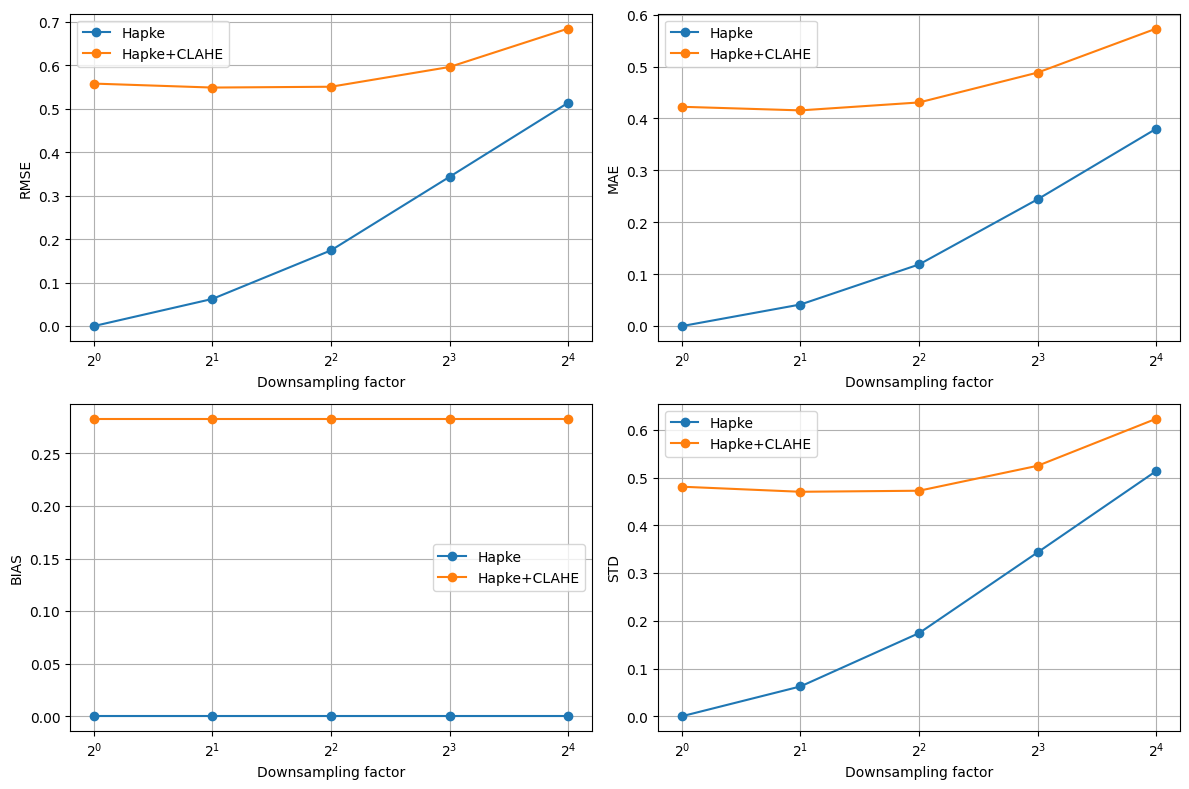 Hapke
Hapke+CLAHE
RMSE
0.7
0.6
0.5
0.4
0.3
0.2
0.1
0.0
2^0 2^1 2^2 2^3 2^4
Downsampling factor
Hapke
Hapke+CLAHE
MAE
0.6
0.5
0.4
0.3
0.2
0.1
0.0
2^0 2^1 2^2 2^3 2^4
Downsampling factor
Hapke
Hapke+CLAHE
BIAS
0.25
0.20
0.15
0.10
0.05
0.00
2^0 2^1 2^2 2^3 2^4
Downsampling factor
Hapke
Hapke+CLAHE
STD
0.6
0.5
0.4
0.3
0.2
0.1
0.0
2^0 2^1 2^2 2^3 2^4
Downsampling factor